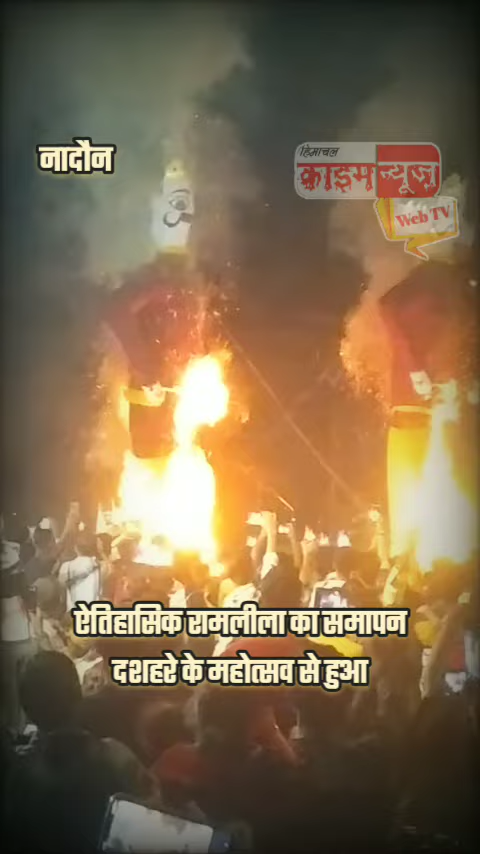 नादौन
हिमाचल
क्राइम न्यूज़
Web TV
ऐतिहासिक रामलीला का समापन
दशहरे के महोत्सव से हुआ